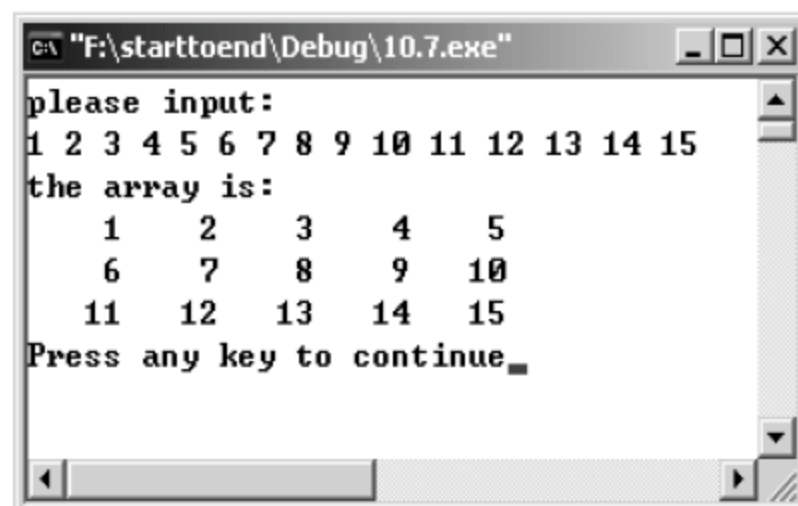 "F:\starttoend\Debug\10.7.exe"
please input:
1 2 3 4 5 6 7 8 9 10 11 12 13 14 15
the array is:
    1    2    3    4    5
    6    7    8    9   10
   11   12   13   14   15
Press any key to continue